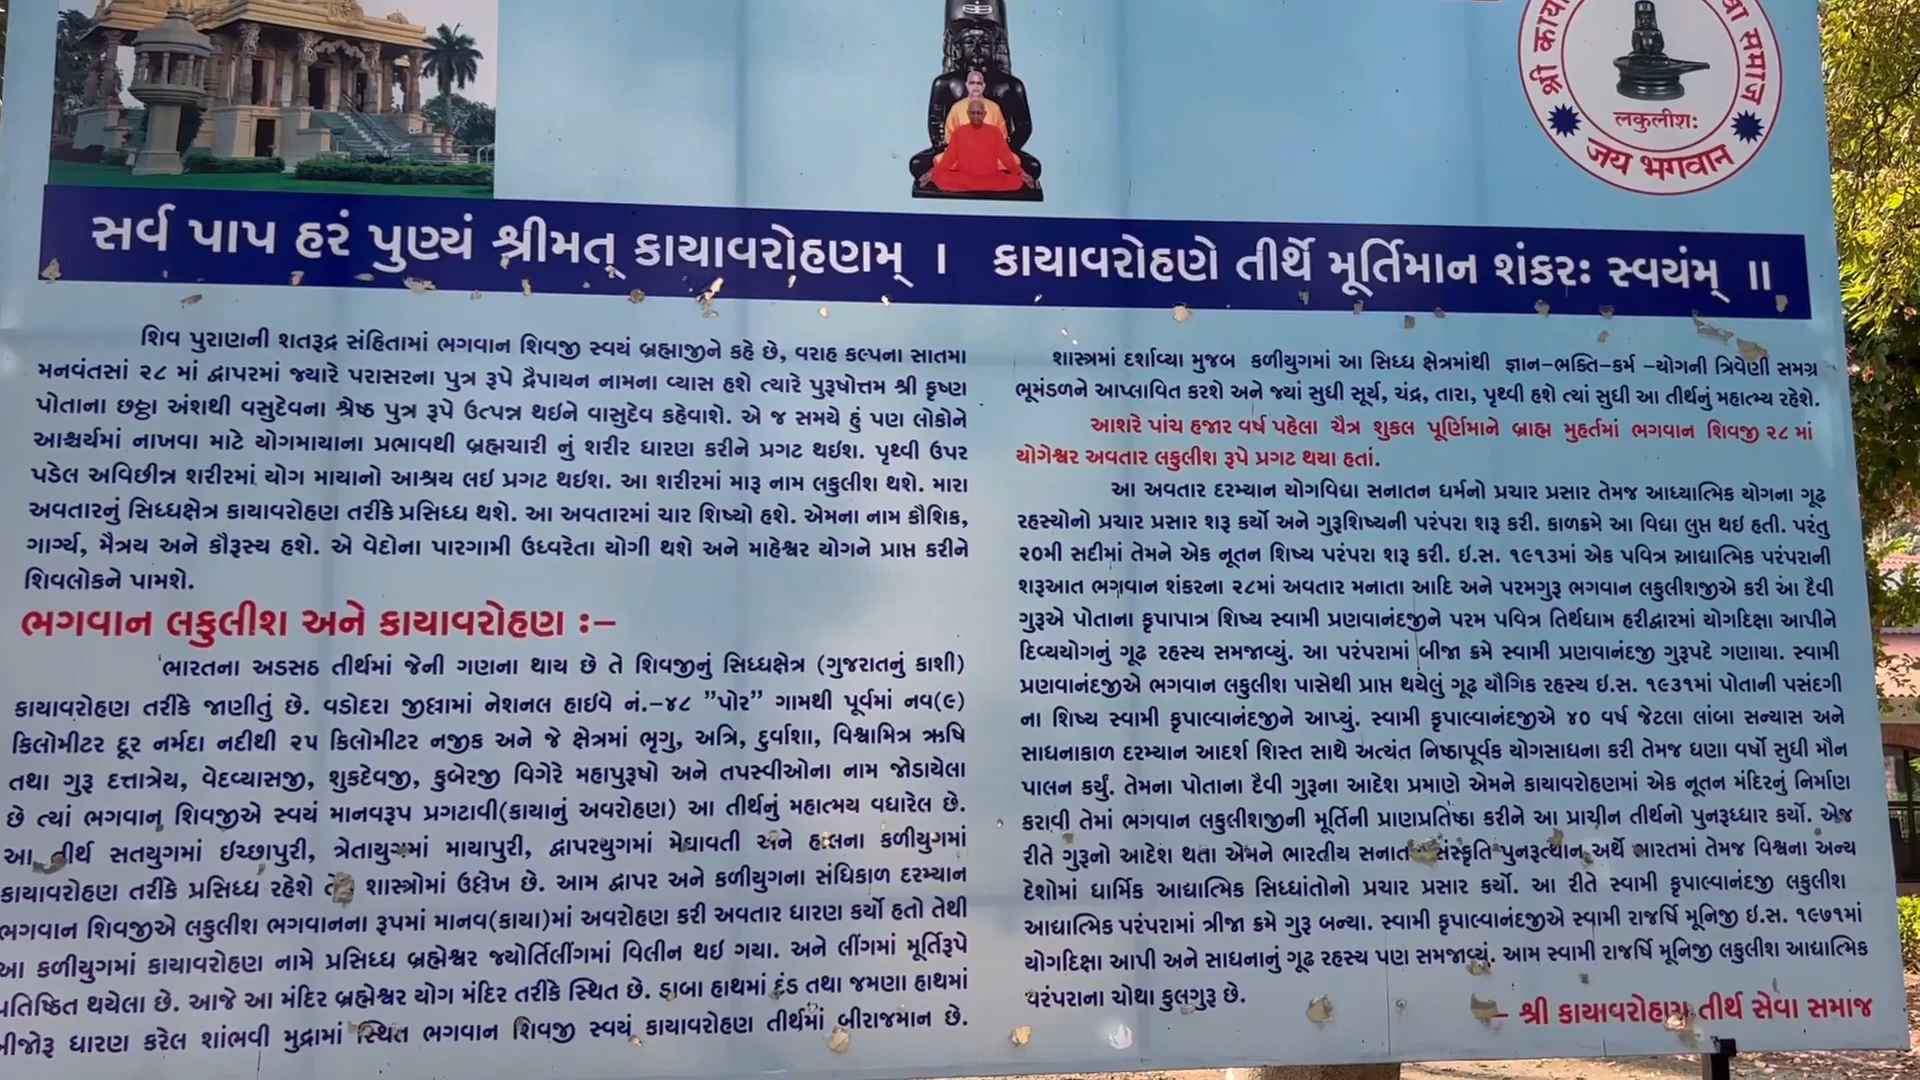 શ્રી કાયા
વા સમાજ
લકુલીશઃ
જય ભગવાન
સર્વ પાપ હરં પુણ્યં શ્રીમત્ કાયાવરોહણમ્ । કાયાવરોહણે તીર્થે મૂર્તિમાન શંકરઃ સ્વયંમ્ ॥
શિવ પુરાણની શતરૂદ્ર સંહિતામાં ભગવાન શિવજી સ્વયં બ્રહ્માજીને કહે છે, વરાહ કલ્પના સાતમા
મનવંતસાં ૨૮ માં દ્વાપરમાં જ્યારે પરાસરના પુત્ર રૂપે દ્રૈપાયન નામના વ્યાસ હશે ત્યારે પુરૂષોત્તમ શ્રી કૃષ્ણ
પોતાના છઠ્ઠા અંશથી વસુદેવના શ્રેષ્ઠ પુત્ર રૂપે ઉત્પન્ન થઈને વાસુદેવ કહેવાશે. એ જ સમયે હું પણ લોકોને
આશ્ચર્યમાં નાખવા માટે યોગમાયાના પ્રભાવથી બ્રહ્મચારી નું શરીર ધારણ કરીને પ્રગટ થઇશ. પૃથ્વી ઉપર
પડેલ અવિછીન્ન શરીરમાં યોગ માયાનો આશ્રય લઇ પ્રગટ થઇશ. આ શરીરમાં મારૂ નામ લકુલીશ થશે. મારા
અવતારનું સિધ્ધક્ષેત્ર કાયાવરોહણ તરીકે પ્રસિધ્ધ થશે. આ અવતારમાં ચાર શિષ્યો હશે. એમના નામ કૌશિક,
ગાર્ગ્ય, મૈત્રય અને કૌરૂસ્ય હશે. એ વેદોના પારગામી ઉધ્વરેતા યોગી થશે અને માહેશ્વર યોગને પ્રાપ્ત કરીને
શિવલોકને પામશે.
ભગવાન લકુલીશ અને કાયાવરોહણ :–
ભારતના અડસઠ તીર્થમાં જેની ગણના થાય છે તે શિવજીનું સિધ્ધક્ષેત્ર (ગુજરાતનું કાશી)
કાયાવરોહણ તરીકે જાણીતું છે. વડોદરા જીલ્લામાં નેશનલ હાઇવે નં.–૪૮ ”પોર” ગામથી પૂર્વમાં નવ(૯)
કિલોમીટર દૂર નર્મદા નદીથી ૨૫ કિલોમીટર નજીક અને જે ક્ષેત્રમાં ભૃગુ, અત્રિ, દુર્વાશા, વિશ્વામિત્ર ઋષિ
તથા ગુરૂ દત્તાત્રેય, વેદવ્યાસજી, શુકદેવજી, કુબેરજી વિગેરે મહાપુરૂષો અને તપસ્વીઓના નામ જોડાયેલા
છે ત્યાં ભગવાન શિવજીએ સ્વયં માનવરૂપ પ્રગટાવી(કાયાનું અવરોહણ) આ તીર્થનું મહાત્મય વધારેલ છે.
આ તીર્થ સતયુગમાં ઇચ્છાપુરી, ત્રેતાયુગમાં માયાપુરી, દ્વાપરયુગમાં મેઘાવતી અને હાલના કળીયુગમાં
કાયાવરોહણ તરીકે પ્રસિધ્ધ રહેશે શાસ્ત્રોમાં ઉલ્લેખ છે. આમ દ્વાપર અને કળીયુગના સંધિકાળ દરમ્યાન
ભગવાન શિવજીએ લકુલીશ ભગવાનના રૂપમાં માનવ(કાયા)માં અવરોહણ કરી અવતાર ધારણ કર્યો હતો તેથી
આ કળીયુગમાં કાયાવરોહણ નામે પ્રસિધ્ધ બ્રહ્મેશ્વર જ્યોર્તિલીંગમાં વિલીન થઇ ગયા. અને લીંગમાં મૂર્તિરૂપે
પ્રતિષ્ઠિત થયેલા છે. આજે આ મંદિર બ્રહ્મેશ્વર યોગ મંદિર તરીકે સ્થિત છે. ડાબા હાથમાં દંડ તથા જમણા હાથમાં
બીજોરૂ ધારણ કરેલ શાંભવી મુદ્રામાં સ્થિત ભગવાન શિવજી સ્વયં કાયાવરોહણ તીર્થમાં બીરાજમાન છે.
શાસ્ત્રમાં દર્શાવ્યા મુજબ કળીયુગમાં આ સિધ્ધ ક્ષેત્રમાંથી જ્ઞાન–ભક્તિ–કર્મ –યોગની ત્રિવેણી સમગ્ર
ભૂમંડળને આપ્લાવિત કરશે અને જ્યાં સુધી સૂર્ય, ચંદ્ર, તારા, પૃથ્વી હશે ત્યાં સુધી આ તીર્થનું મહાત્મ્ય રહેશે.
આશરે પાંચ હજાર વર્ષ પહેલા ચૈત્ર શુકલ પૂર્ણિમાને બ્રાહ્મ મુહર્તમાં ભગવાન શિવજી ૨૮ માં
યોગેશ્વર અવતાર લકુલીશ રૂપે પ્રગટ થયા હતાં.
આ અવતાર દરમ્યાન યોગવિદ્યા સનાતન ધર્મનો પ્રચાર પ્રસાર તેમજ આધ્યાત્મિક યોગના ગૂઢ
રહસ્યોનો પ્રચાર પ્રસાર શરૂ કર્યો અને ગુરૂશિષ્યની પરંપરા શરૂ કરી. કાળક્રમે આ વિદ્યા લુપ્ત થઇ હતી. પરંતુ
૨૦મી સદીમાં તેમને એક નૂતન શિષ્ય પરંપરા શરૂ કરી. ઇ.સ. ૧૯૧૩માં એક પવિત્ર આદ્યાત્મિક પરંપરાની
શરૂઆત ભગવાન શંકરના ૨૮માં અવતાર મનાતા આદિ અને પરમગુરૂ ભગવાન લકુલીશજીએ કરી આ દૈવી
ગુરૂએ પોતાના કૃપાપાત્ર શિષ્ય સ્વામી પ્રણવાનંદજીને પરમ પવિત્ર તિર્થધામ હરીદ્વારમાં યોગદિક્ષા આપીને
દિવ્યયોગનું ગૂઢ રહસ્ય સમજાવ્યું. આ પરંપરામાં બીજા ક્રમે સ્વામી પ્રણવાનંદજી ગુરૂપદે ગણાયા. સ્વામી
પ્રણવાનંદજીએ ભગવાન લકુલીશ પાસેથી પ્રાપ્ત થયેલું ગૂઢ યૌગિક રહસ્ય ઇ.સ. ૧૯૩૧માં પોતાની પસંદગી
ના શિષ્ય સ્વામી કૃપાલ્વાનંદજીને આપ્યું. સ્વામી કૃપાલ્વાનંદજીએ ૪૦ વર્ષ જેટલા લાંબા સન્યાસ અને
સાધનાકાળ દરમ્યાન આદર્શ શિસ્ત સાથે અત્યંત નિષ્ઠાપૂર્વક યોગસાધના કરી તેમજ ઘણા વર્ષો સુધી મૌન
પાલન કર્યું. તેમના પોતાના દૈવી ગુરૂના આદેશ પ્રમાણે એમને કાયાવરોહણમાં એક નૂતન મંદિરનું નિર્માણ
કરાવી તેમાં ભગવાન લકુલીશજીની મૂર્તિની પ્રાણપ્રતિષ્ઠા કરીને આ પ્રાચીન તીર્થનો પુનરૂધ્ધાર કર્યો. એજ
રીતે ગુરૂનો આદેશ થતા એમને ભારતીય સનાત સંસ્કૃતિ પુનરૂત્થાન અર્થે ભારતમાં તેમજ વિશ્વના અન્ય
દેશોમાં ધાર્મિક આદ્યાત્મિક સિધ્ધાંતોનો પ્રચાર પ્રસાર કર્યો. આ રીતે સ્વામી કૃપાલ્વાનંદજી લકુલીશ
આદ્યાત્મિક પરંપરામાં ત્રીજા ક્રમે ગુરૂ બન્યા. સ્વામી કૃપાલ્વાનંદજીએ સ્વામી રાજર્ષિ મૂનિજી ઇ.સ. ૧૯૭૧માં
યોગદિક્ષા આપી અને સાધનાનું ગૂઢ રહસ્ય પણ સમજાવ્યું. આમ સ્વામી રાજર્ષિ મૂનિજી લકુલીશ આદ્યાત્મિક
પરંપરાના ચોથા કુલગુરૂ છે.
– શ્રી કાયાવરોહણ તીર્થ સેવા સમાજ